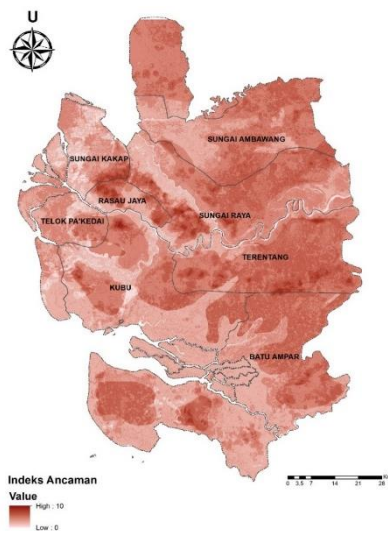 U
SUNGAI AMBAWANG
SUNGAI KAKAP
RASAU JAYA
SUNGAI RAYA
TELOK PA'KEDAI
TERENTANG
KUBU
BATU AMPAR
Indeks Ancaman
Value
High : 10
Low : 0
0 3.5 7 14 21 28